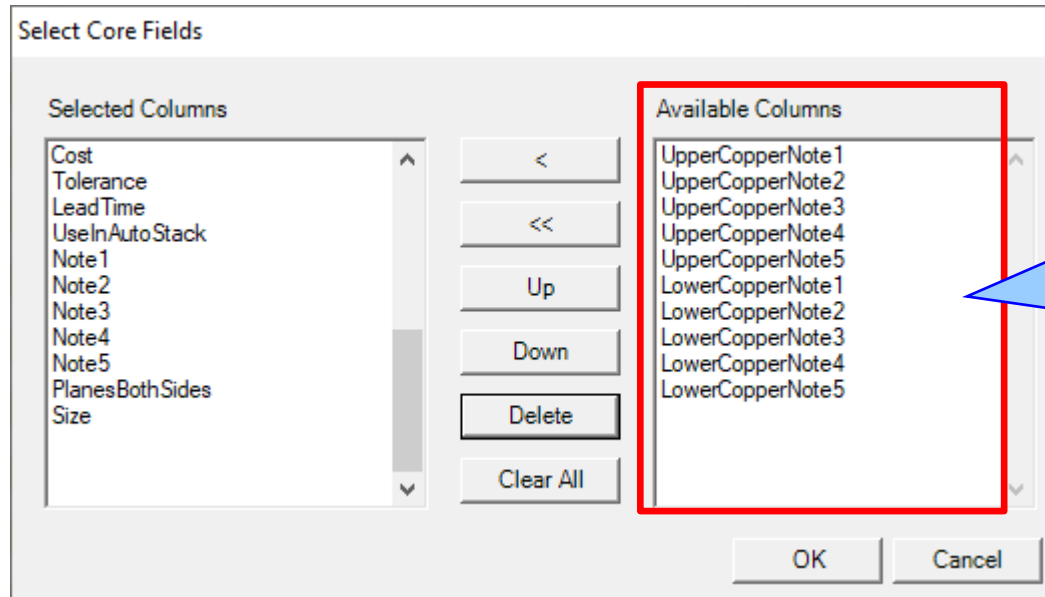 Select Core Fields
Selected Columns
Cost
Tolerance
LeadTime
UseInAutoStack
Note1
Note2
Note3
Note4
Note5
PlanesBothSides
Size
<
<<
Up
Down
Delete
Clear All
Available Columns
UpperCopperNote1
UpperCopperNote2
UpperCopperNote3
UpperCopperNote4
UpperCopperNote5
LowerCopperNote1
LowerCopperNote2
LowerCopperNote3
LowerCopperNote4
LowerCopperNote5
OK
Cancel